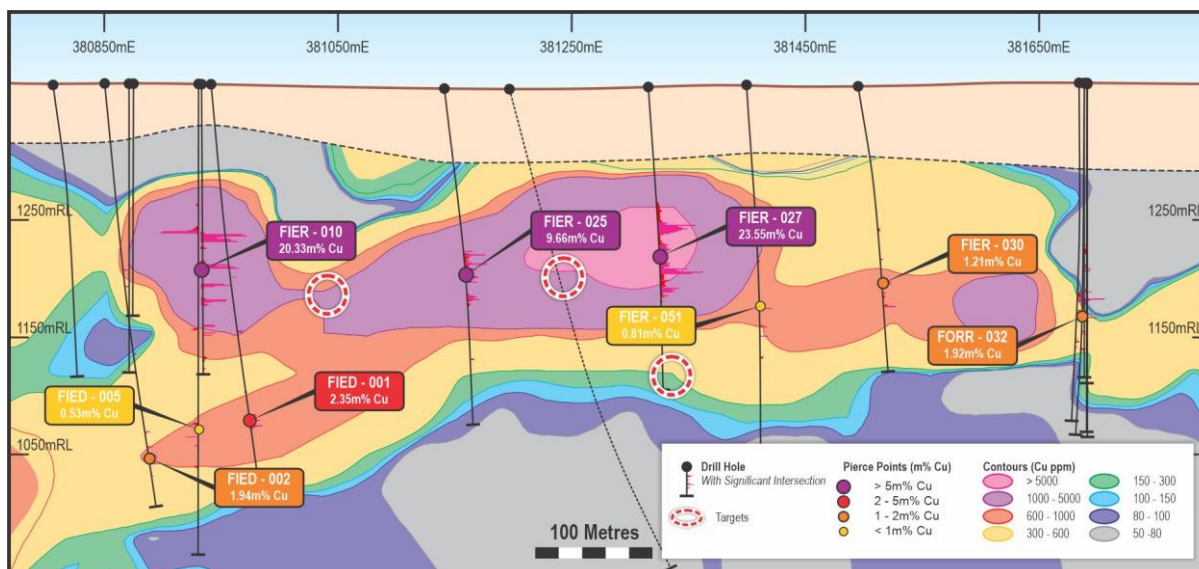 380850mE
381050mE
381250mE
381450mE
381650mE
1250mRL
1250mRL
FIER - 010
20.33m% Cu
FIER - 025
9.66m% Cu
FIER - 027
23.55m% Cu
FIER - 030
1.21m% Cu
FIER - 051
0.81m% Cu
1150mRL
1150mRL
FORR - 032
1.92m% Cu
FIED - 005
0.53m% Cu
FIED - 001
2.35m% Cu
1050mRL
FIED - 002
1.94m% Cu
100 Metres
Drill Hole
With Significant Intersection
Targets
Pierce Points (m% Cu)
> 5m% Cu
2 - 5m% Cu
1 - 2m% Cu
< 1m% Cu
Contours (Cu ppm)
> 5000
1000 - 5000
600 - 1000
300 - 600
150 - 300
100 - 150
80 - 100
50 -80